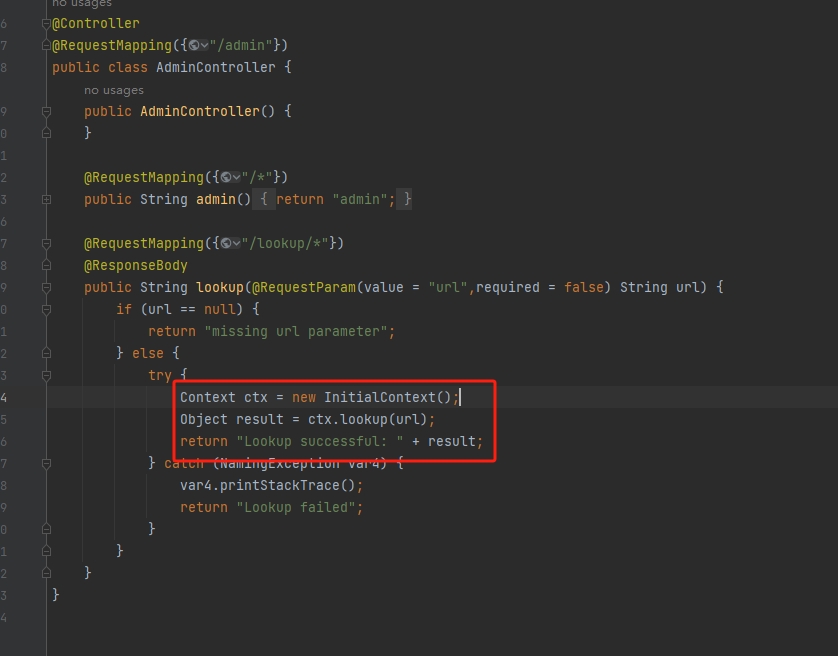 no usages
6 @Controller
7 @RequestMapping({"/admin"})
8 public class AdminController {
no usages
9 public AdminController() {
0 }
1
2 @RequestMapping({"/*"})
3 public String admin() { return "admin"; }
6
7 @RequestMapping({"/lookup/*"})
8 @ResponseBody
9 public String lookup(@RequestParam(value = "url",required = false) String url) {
0 if (url == null) {
1 return "missing url parameter";
2 } else {
3 try {
4 Context ctx = new InitialContext();
5 Object result = ctx.lookup(url);
6 return "Lookup successful: " + result;
7 } catch (NamingException var4) {
8 var4.printStackTrace();
9 return "Lookup failed";
0 }
1 }
2 }
3 }
4